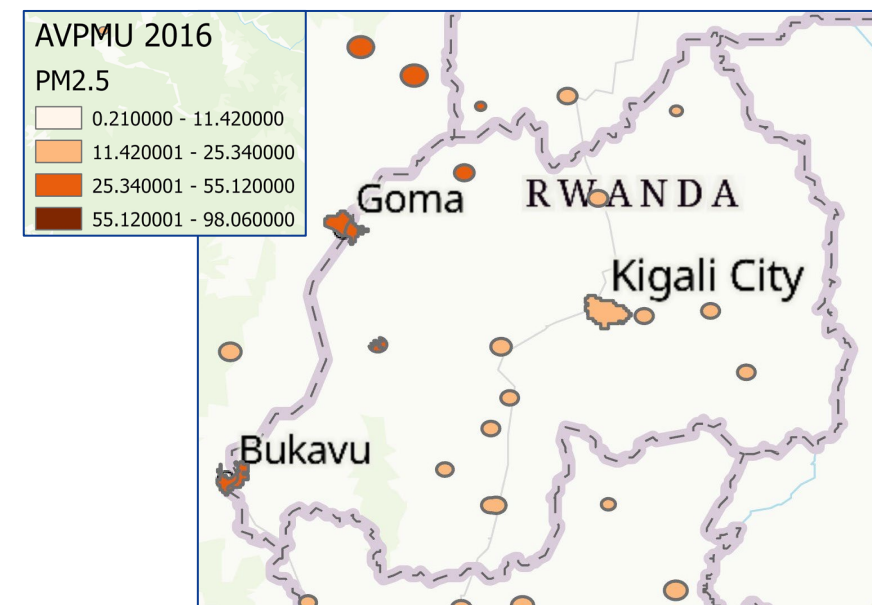 AVPMU 2016
PM2.5
0.210000 - 11.420000
11.420001 - 25.340000
25.340001 - 55.120000
55.120001 - 98.060000
Goma
RWANDA
Kigali City
Bukavu